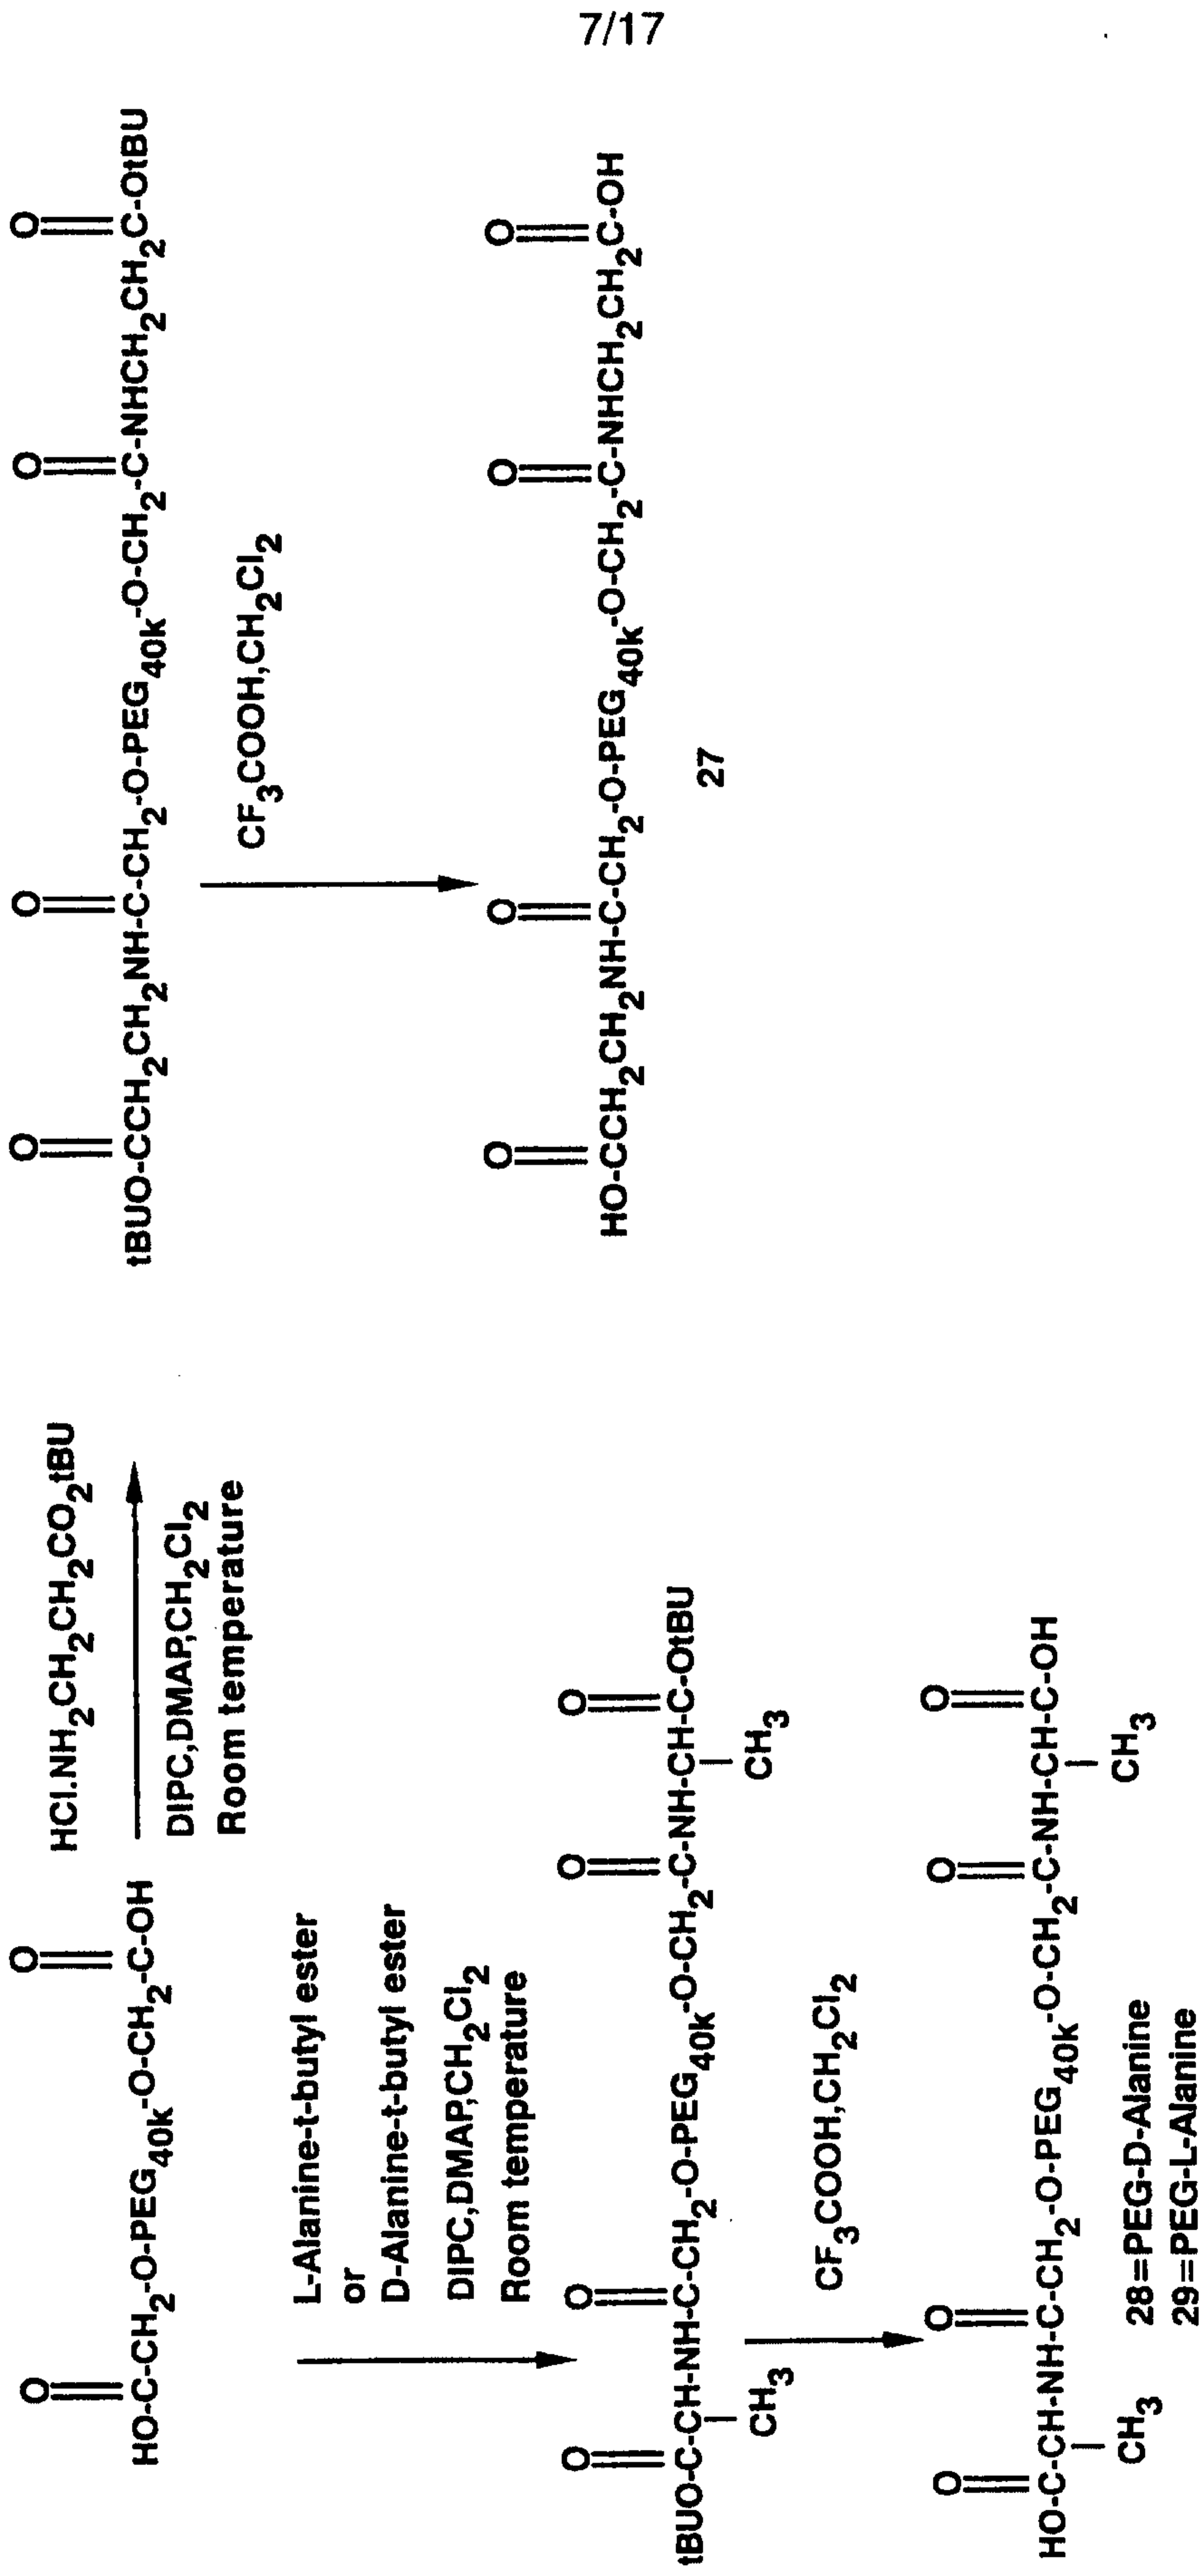 7/17
O O
HO-C-CH2-O-PEG40k-O-CH2-C-OH
HCl.NH2CH2CH2CO2tBU
DIPC,DMAP,CH2Cl2
Room temperature
O O O O
tBUO-CCH2CH2NH-C-CH2-O-PEG40k-O-CH2-C-NHCH2CH2C-OtBU
CF3COOH,CH2Cl2
O O O O
HO-CCH2CH2NH-C-CH2-O-PEG40k-O-CH2-C-NHCH2CH2C-OH
27
L-Alanine-t-butyl ester
or
D-Alanine-t-butyl ester
DIPC,DMAP,CH2Cl2
Room temperature
O O O O
tBUO-C-CH-NH-C-CH2-O-PEG40k-O-CH2-C-NH-CH-C-OtBU
CH3 CH3
CF3COOH,CH2Cl2
O O O O
HO-C-CH-NH-C-CH2-O-PEG40k-O-CH2-C-NH-CH-C-OH
CH3 CH3
28=PEG-D-Alanine
29=PEG-L-Alanine